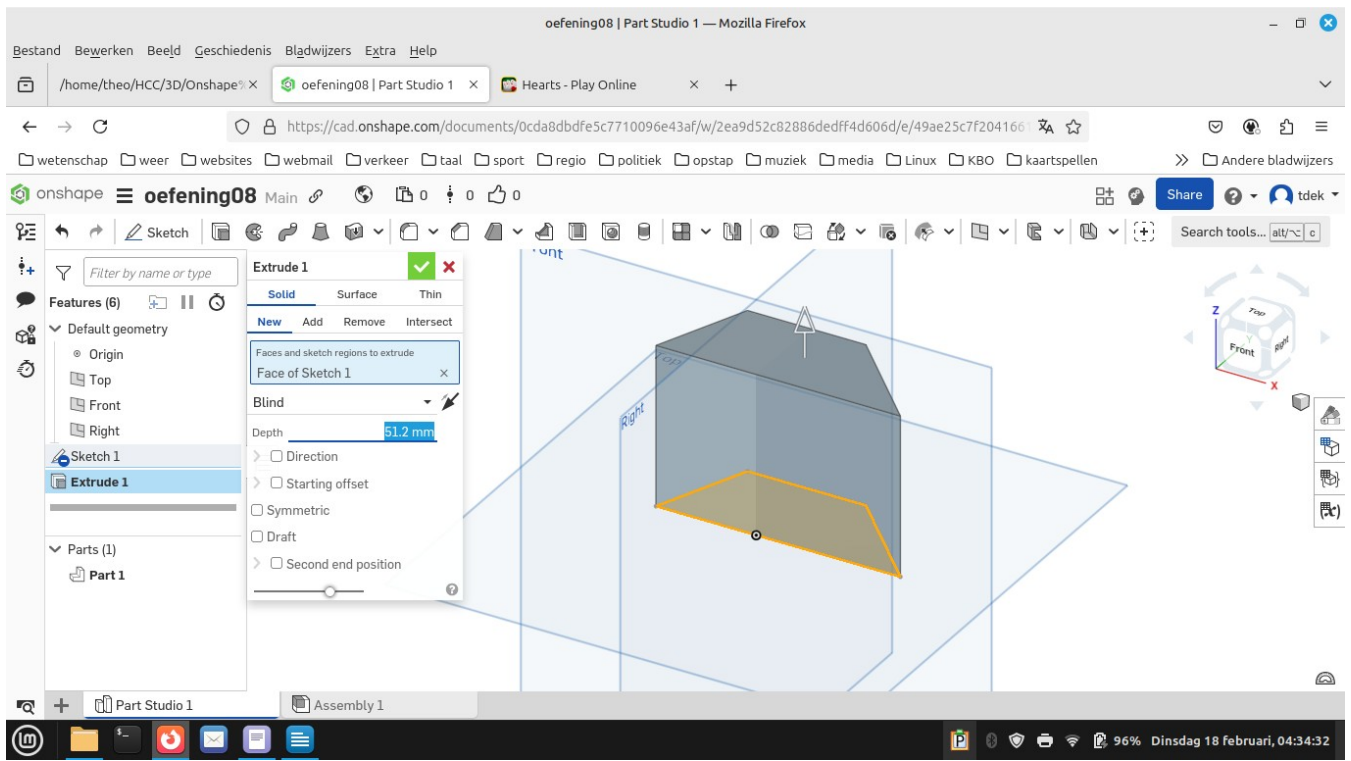 oefening08 | Part Studio 1 — Mozilla Firefox
Bestand Bewerken Beeld Geschiedenis Bladwijzers Extra Help
/home/theo/HCC/3D/Onshape% oefening08 | Part Studio 1 Hearts - Play Online
https://cad.onshape.com/documents/0cda8dbdfe5c7710096e43af/w/2ea9d52c82886dedff4d606d/e/49ae25c7f2041661
wetenschap weer websites webmail verkeer taal sport regio politiek opstap muziek media Linux KBO kaartspellen Andere bladwijzers
onshape oefening08 Main 0 0 0 Share tdek
Sketch Search tools... alt/⌥ c
Filter by name or type
Features (6)
Default geometry
Origin
Top
Front
Right
Sketch 1
Extrude 1
Parts (1)
Part 1
Extrude 1
Solid Surface Thin
New Add Remove Intersect
Faces and sketch regions to extrude
Face of Sketch 1
Blind
Depth 51.2 mm
Direction
Starting offset
Symmetric
Draft
Second end position
Top
Right
Z
Top
Y
Front Right
X
(x)
Part Studio 1 Assembly 1
96% Dinsdag 18 februari, 04:34:32